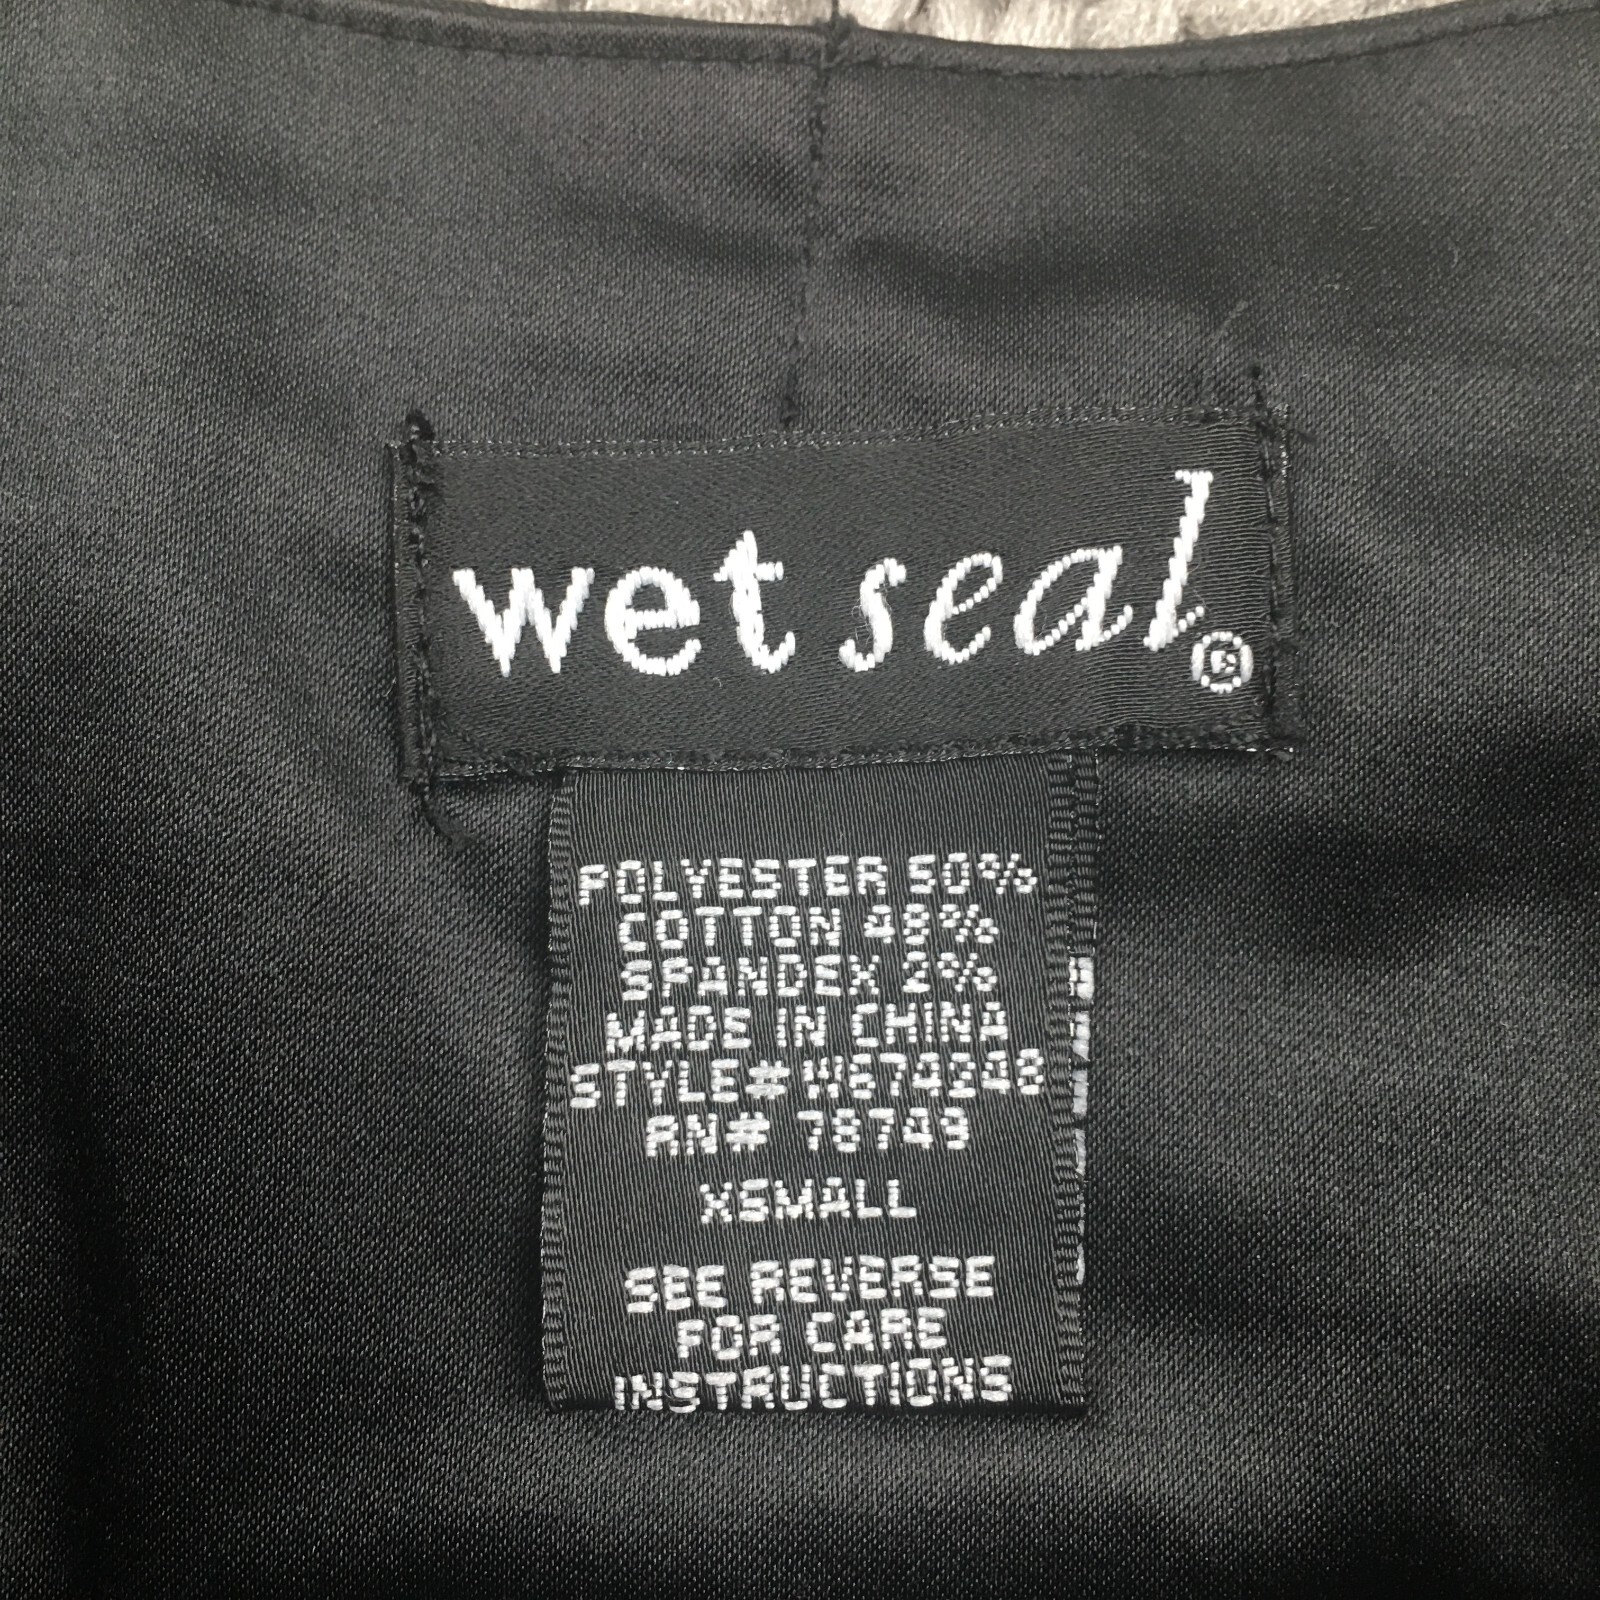 wet seal®
POLYESTER 50%
COTTON 48%
SPANDEX 2%
MADE IN CHINA
STYLE# W674248
RN# 78749
XSMALL
SEE REVERSE
FOR CARE
INSTRUCTIONS